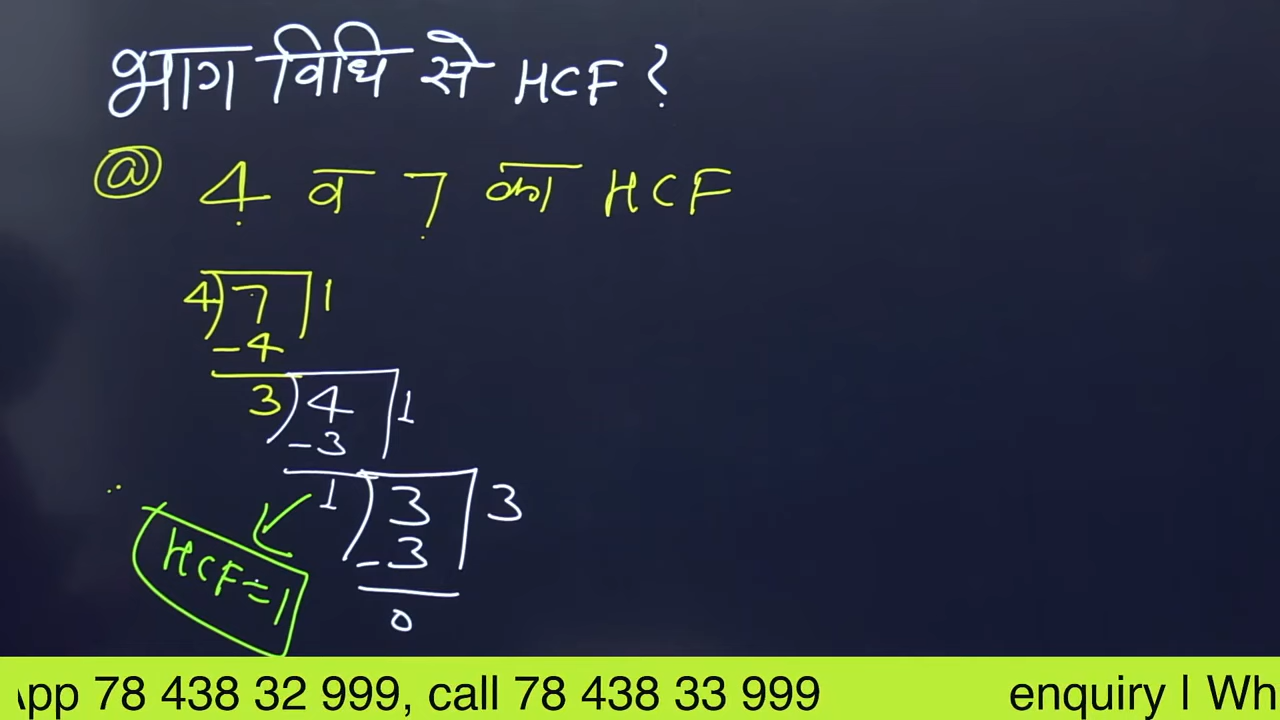 भाग विधि से HCF ?
@ 4 व 7 का HCF
4) 7 1
-4
3) 4 1
-3
1) 3 3
-3
0
HCF = 1
App 78 438 32 999, call 78 438 33 999 enquiry | Wh